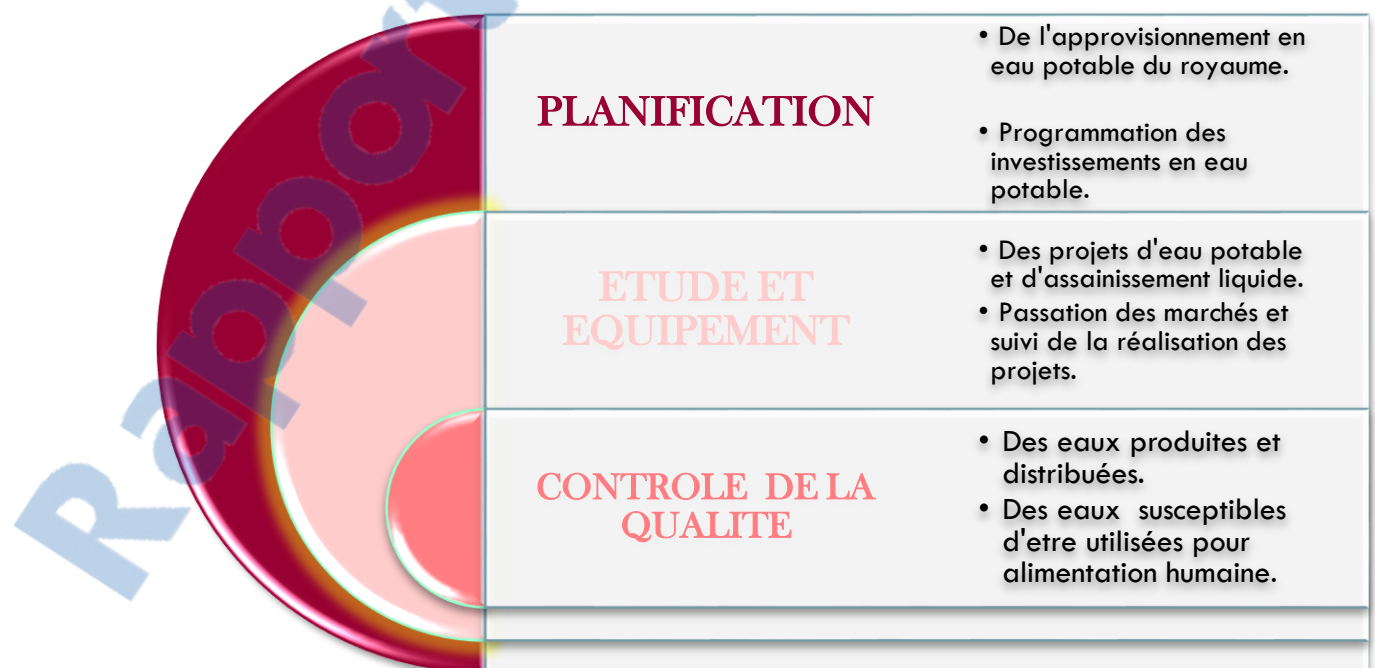 PLANIFICATION
• De l'approvisionnement en
eau potable du royaume.
• Programmation des
investissements en eau
potable.
ETUDE ET
EQUIPEMENT
• Des projets d'eau potable
et d'assainissement liquide.
• Passation des marchés et
suivi de la réalisation des
projets.
CONTROLE DE LA
QUALITE
• Des eaux produites et
distribuées.
• Des eaux susceptibles
d'etre utilisées pour
alimentation humaine.